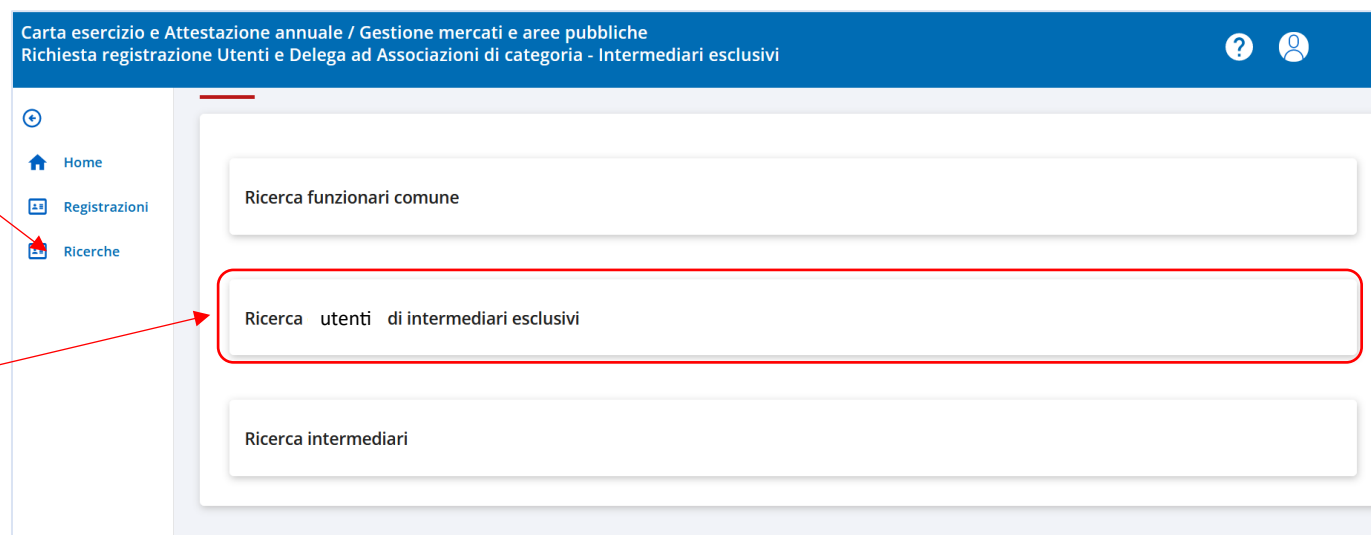 Carta esercizio e Attestazione annuale / Gestione mercati e aree pubbliche
Richiesta registrazione Utenti e Delega ad Associazioni di categoria - Intermediari esclusivi
?
Home
Registrazioni
Ricerche
Ricerca funzionari comune
Ricerca utenti di intermediari esclusivi
Ricerca intermediari